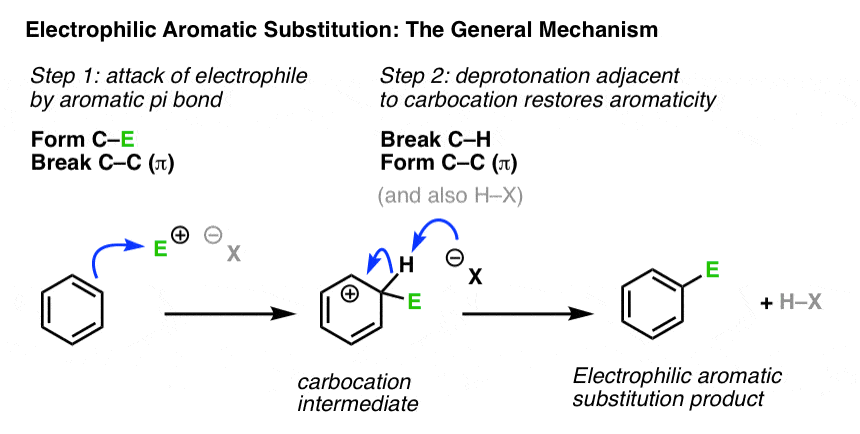 Electrophilic Aromatic Substitution: The General Mechanism
Step 1: attack of electrophile
by aromatic pi bond
Form C–E
Break C–C (π)
Step 2: deprotonation adjacent
to carbocation restores aromaticity
Break C–H
Form C–C (π)
(and also H–X)
E ⊕ ⊖ X
⊕ H E ⊖ X
E
+ H–X
carbocation
intermediate
Electrophilic aromatic
substitution product